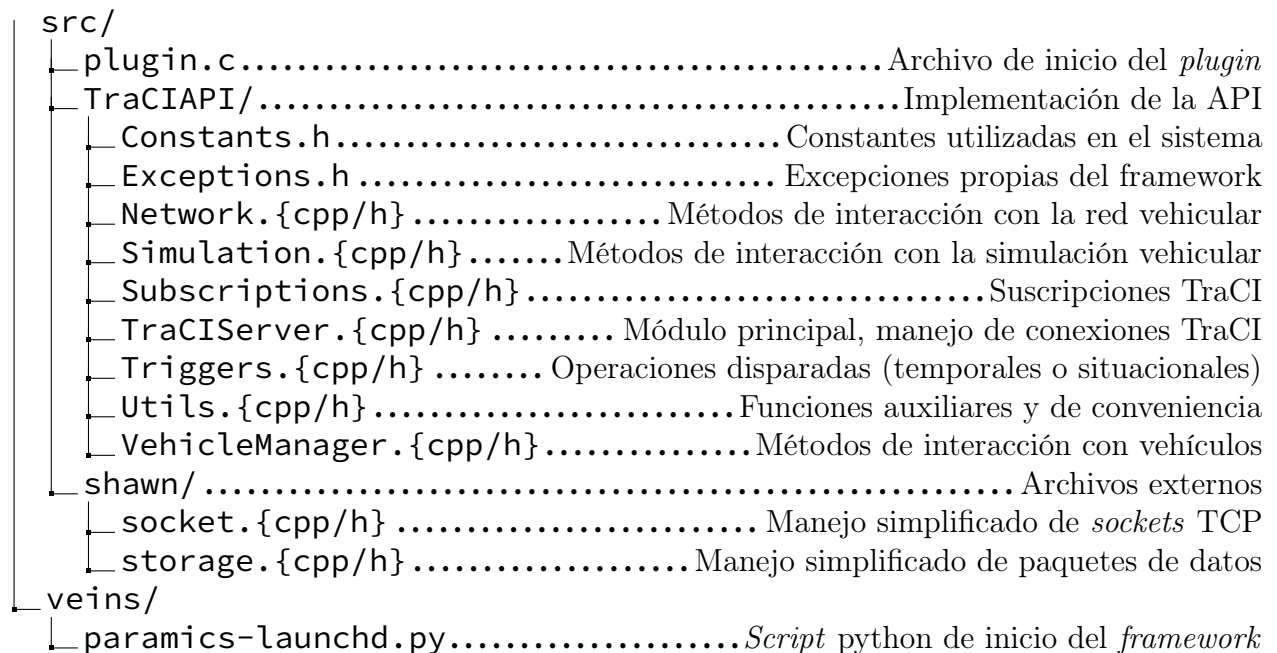 src/
plugin.c................................................Archivo de inicio del plugin
TraCIAPI/................................................Implementación de la API
Constants.h................................Constantes utilizadas en el sistema
Exceptions.h..............................Excepciones propias del framework
Network.{cpp/h}..................Métodos de interacción con la red vehicular
Simulation.{cpp/h}.......Métodos de interacción con la simulación vehicular
Subscriptions.{cpp/h}.................................Suscripciones TraCI
TraCIServer.{cpp/h}.........Módulo principal, manejo de conexiones TraCI
Triggers.{cpp/h}........Operaciones disparadas (temporales o situacionales)
Utils.{cpp/h}..........................Funciones auxiliares y de conveniencia
VehicleManager.{cpp/h}...............Métodos de interacción con vehículos
shawn/..........................................................Archivos externos
socket.{cpp/h}..........................Manejo simplificado de sockets TCP
storage.{cpp/h}....................Manejo simplificado de paquetes de datos
veins/
paramics-launchd.py.....................Script python de inicio del framework